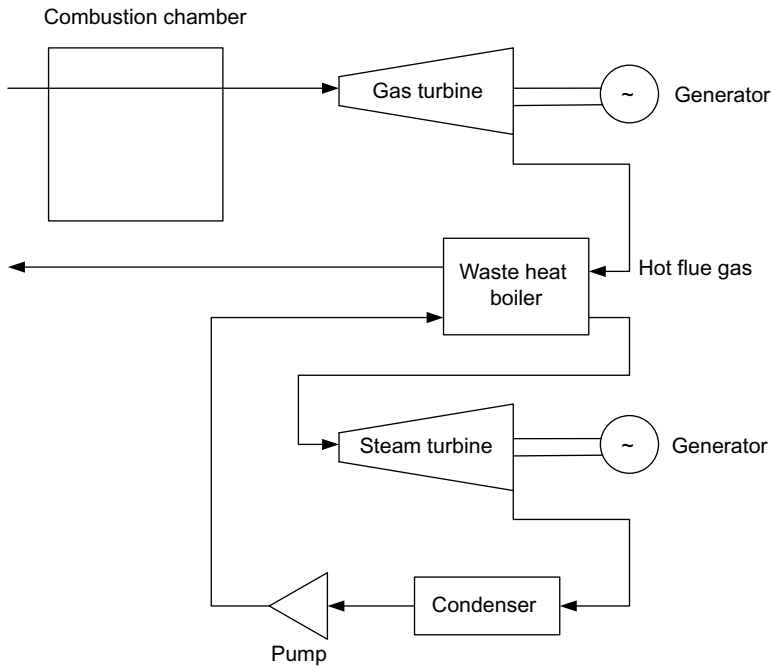 Combustion chamber
Gas turbine
~
Generator
Waste heat
boiler
Hot flue gas
Steam turbine
~
Generator
Condenser
Pump